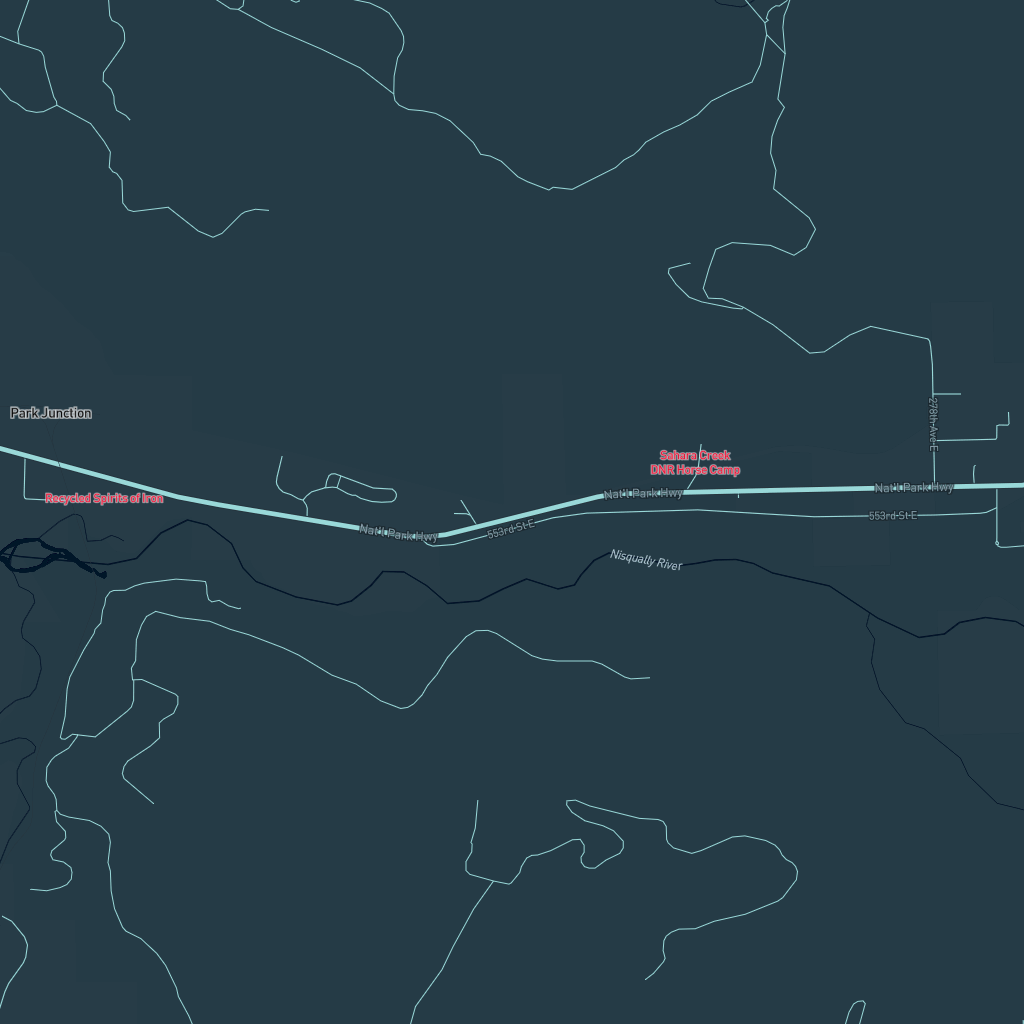 278th Ave E
Park Junction
Sahara Creek
DNR Horse Camp
Nat'l Park Hwy
Nat'l Park Hwy
Recycled Spirits of Iron
553rd St E
553rd St E
Nat'l Park Hwy
Nisqually River